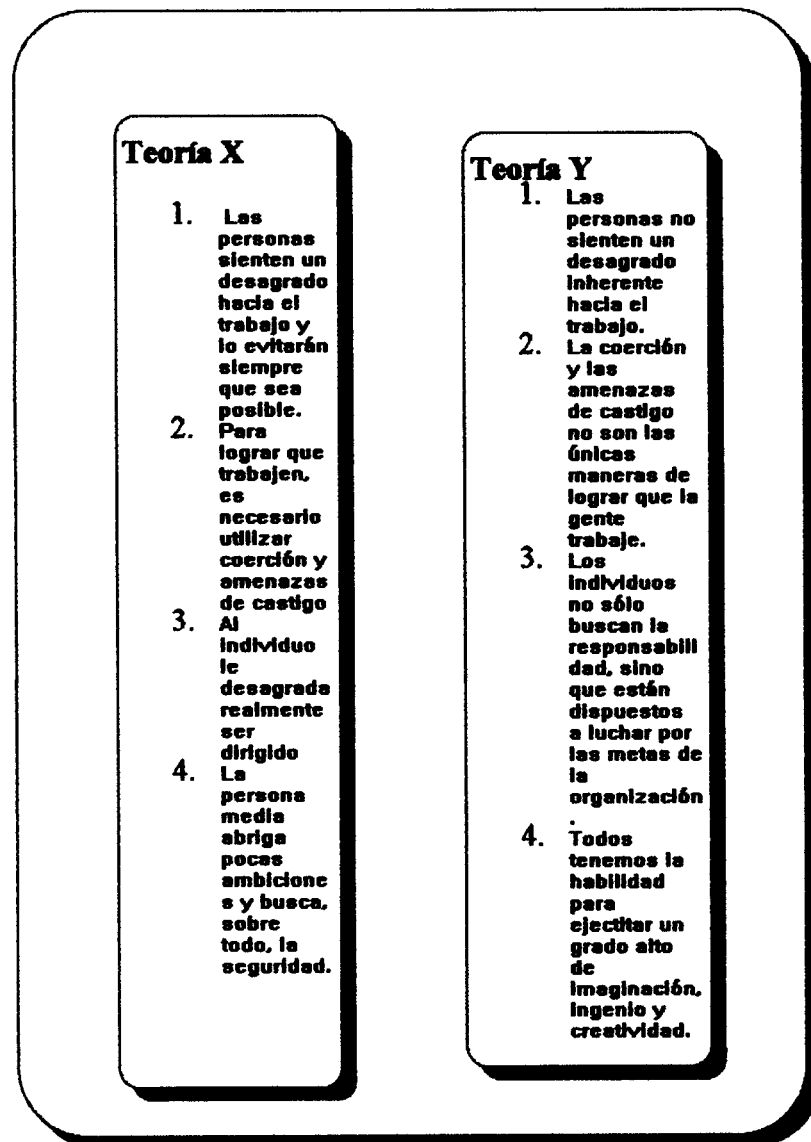 Teoría X
1. Las
personas
sienten un
desagrado
hacia el
trabajo y
lo evitarán
siempre
que sea
posible.
2. Para
lograr que
trabajen,
es
necesario
utilizar
coerción y
amenazas
de castigo
3. Al
individuo
le
desagrada
realmente
ser
dirigido
4. La
persona
media
abriga
pocas
ambicione
s y busca,
sobre
todo, la
seguridad.
Teoría Y
1. Las
personas no
sienten un
desagrado
inherente
hacia el
trabajo.
2. La coerción
y las
amenazas
de castigo
no son las
únicas
maneras de
lograr que la
gente
trabaje.
3. Los
individuos
no sólo
buscan la
responsabili
dad, sino
que están
dispuestos
a luchar por
las metas de
la
organización
.
4. Todos
tenemos la
habilidad
para
ejectitar un
grado alto
de
imaginación,
ingenio y
creatividad.